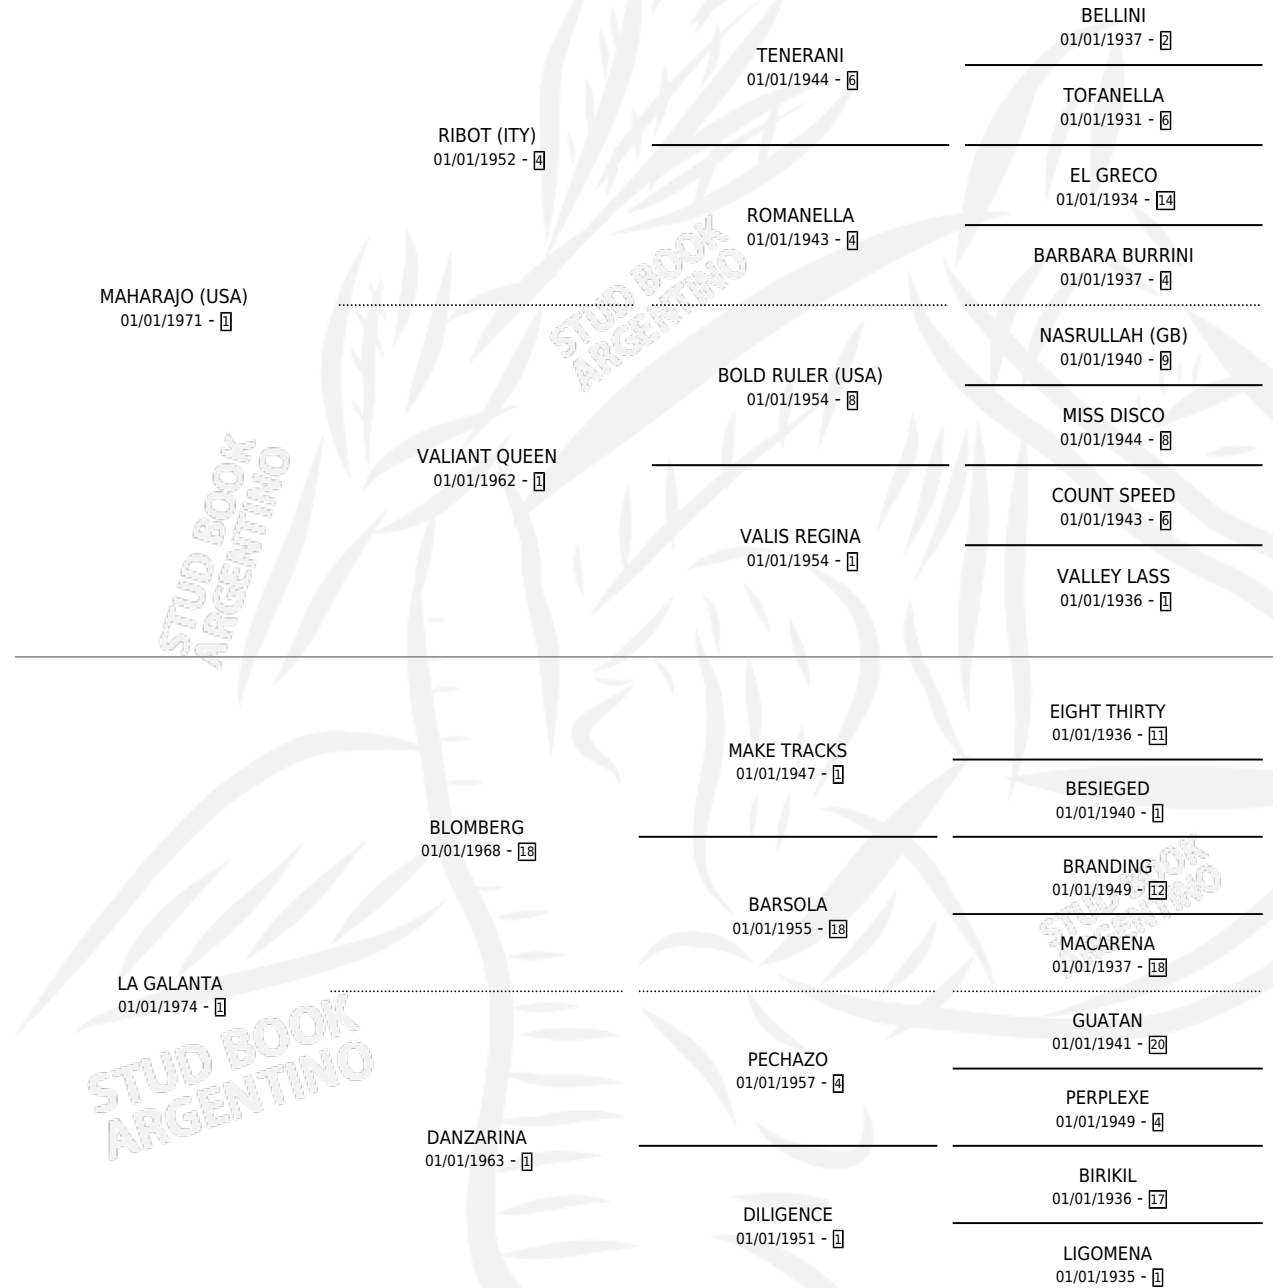 BELLINI
01/01/1937 - 2
TENERANI
01/01/1944 - 6
TOFANELLA
01/01/1931 - 6
RIBOT (ITY)
01/01/1952 - 4
EL GRECO
01/01/1934 - 14
ROMANELLA
01/01/1943 - 4
BARBARA BURRINI
01/01/1937 - 4
MAHARAJO (USA)
01/01/1971 - 1
NASRULLAH (GB)
01/01/1940 - 9
BOLD RULER (USA)
01/01/1954 - 8
MISS DISCO
01/01/1944 - 8
VALIANT QUEEN
01/01/1962 - 1
COUNT SPEED
01/01/1943 - 6
VALIS REGINA
01/01/1954 - 1
VALLEY LASS
01/01/1936 - 1
EIGHT THIRTY
01/01/1936 - 11
MAKE TRACKS
01/01/1947 - 1
BESIEGED
01/01/1940 - 1
BLOMBERG
01/01/1968 - 18
BRANDING
01/01/1949 - 12
BARSOLA
01/01/1955 - 18
MACARENA
01/01/1937 - 18
LA GALANTA
01/01/1974 - 1
GUATAN
01/01/1941 - 20
PECHAZO
01/01/1957 - 4
PERPLEXE
01/01/1949 - 4
DANZARINA
01/01/1963 - 1
BIRIKIL
01/01/1936 - 17
DILIGENCE
01/01/1951 - 1
LIGOMENA
01/01/1935 - 1
STUD BOOK
ARGENTINO
STUD BOOK
ARGENTINO
STUD BOOK
ARGENTINO
STUD BOOK
ARGENTINO